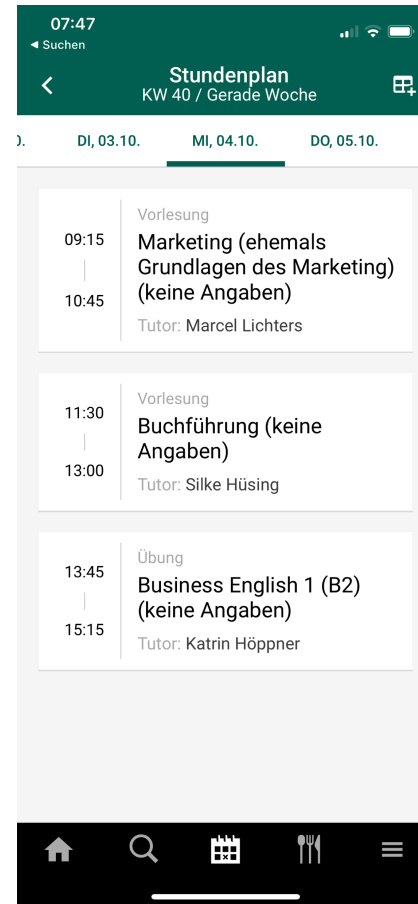 07:47
◀ Suchen
Stundenplan
KW 40 / Gerade Woche
0.
DI, 03.10.
MI, 04.10.
DO, 05.10.
Vorlesung
09:15
10:45
Marketing (ehemals
Grundlagen des Marketing)
(keine Angaben)
Tutor: Marcel Lichters
Vorlesung
11:30
13:00
Buchführung (keine
Angaben)
Tutor: Silke Hüsing
Übung
13:45
15:15
Business English 1 (B2)
(keine Angaben)
Tutor: Katrin Höppner